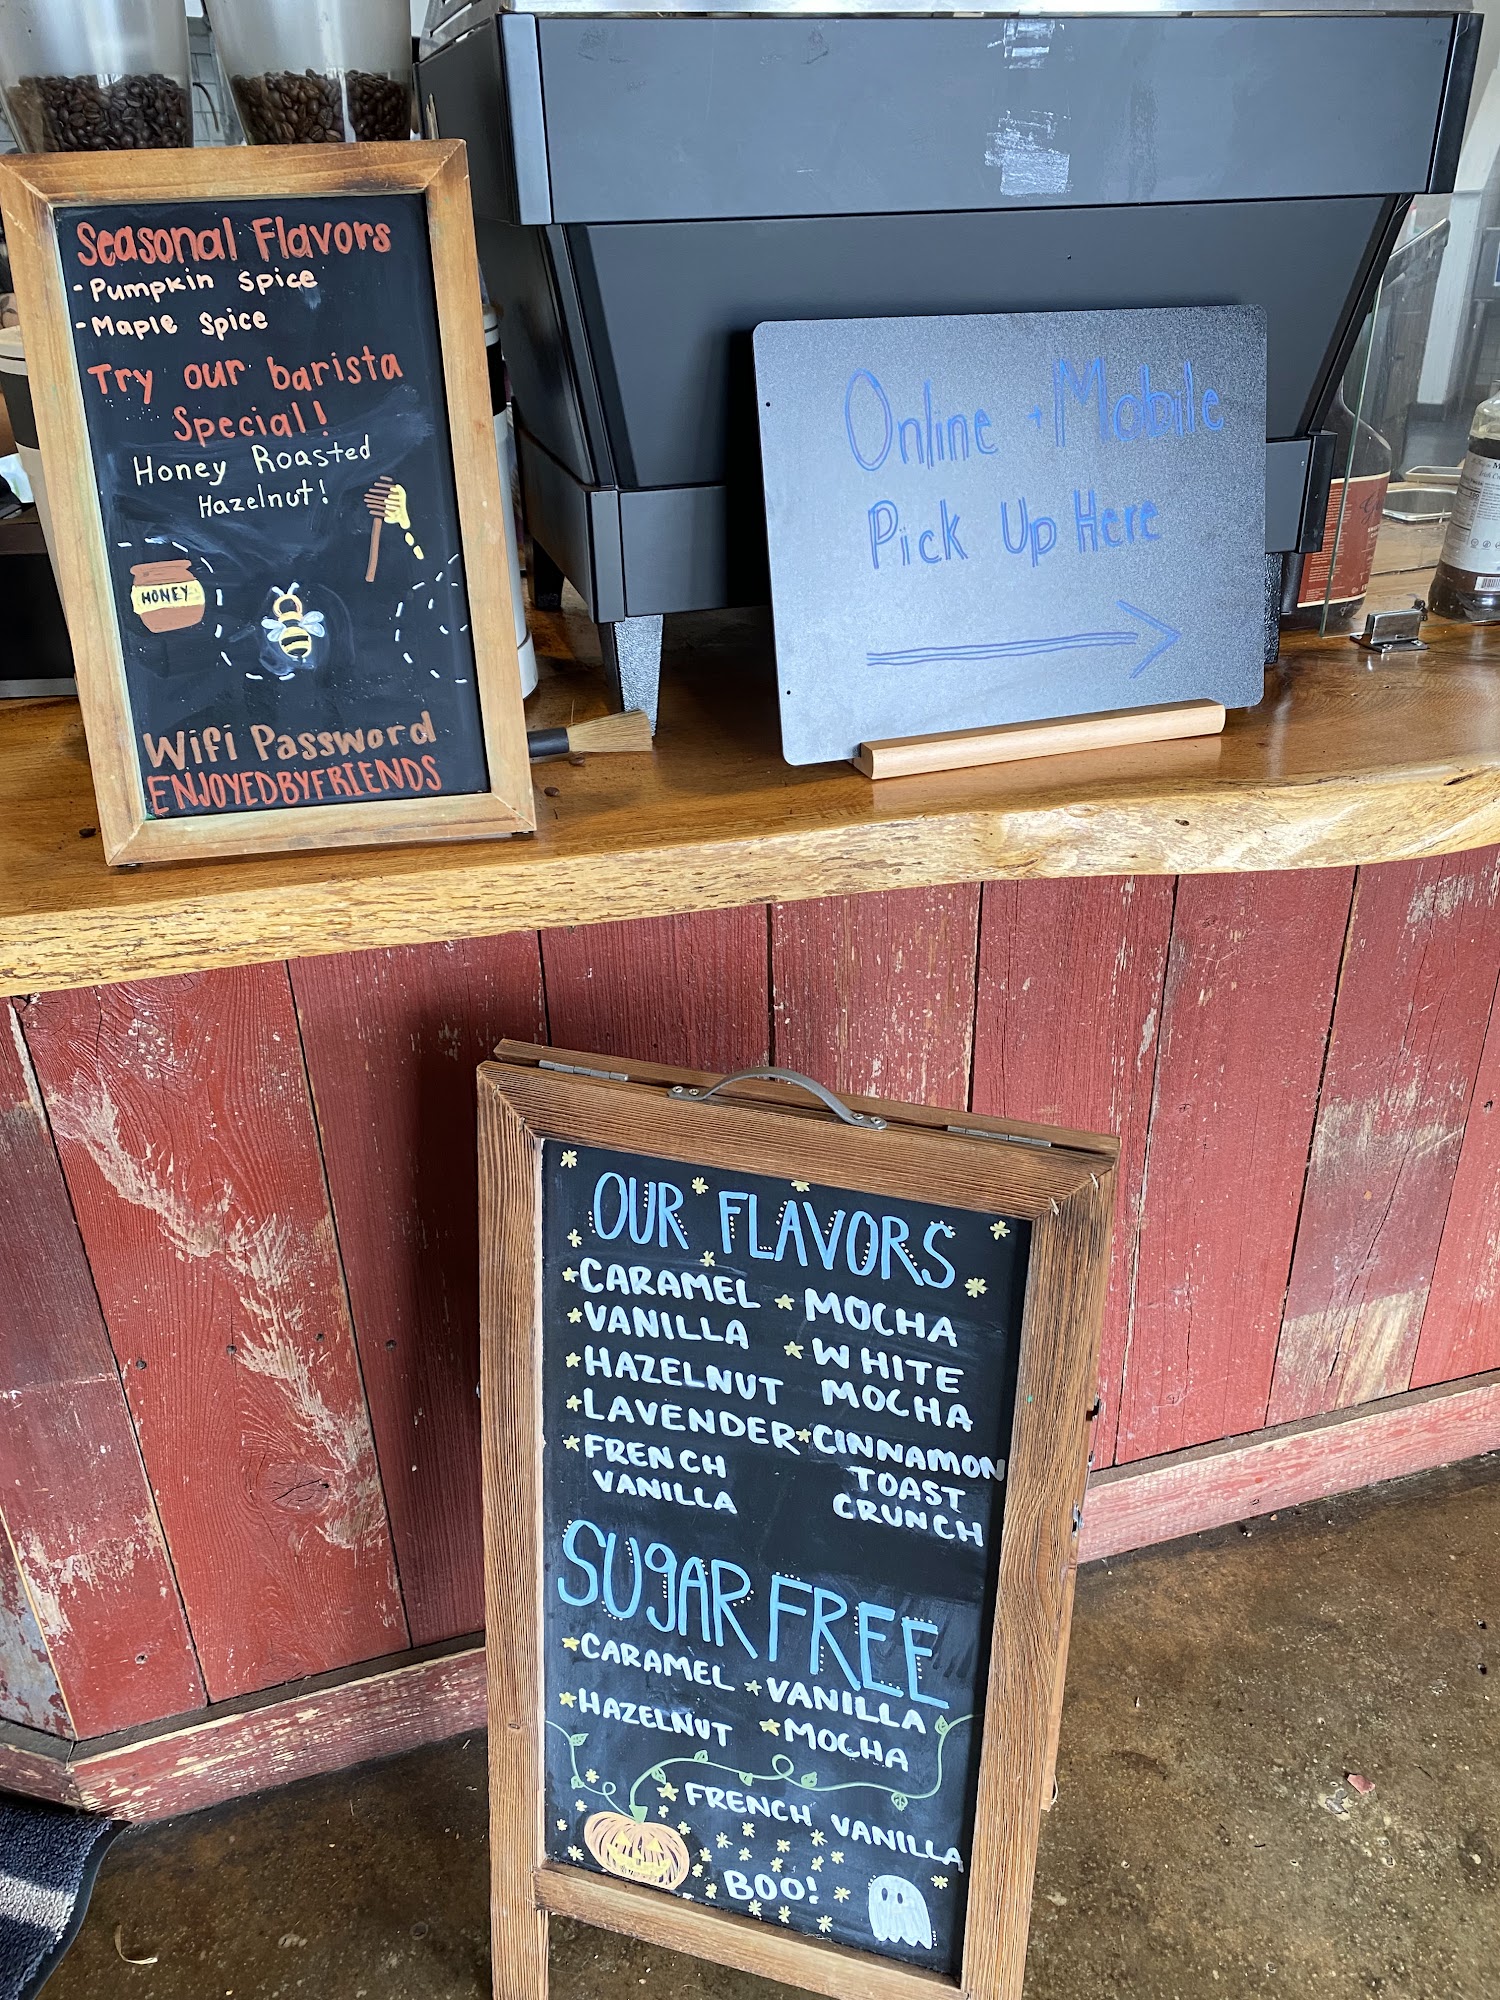 Seasonal Flavors
- Pumpkin Spice
- Maple Spice
Try our barista
Special!
Honey Roasted
Hazelnut!
HONEY
Wifi Password
ENJOYEDBYFRIENDS
Online + Mobile
Pick Up Here
OUR FLAVORS
CARAMEL
VANILLA
HAZELNUT
LAVENDER
FRENCH
VANILLA
MOCHA
WHITE
MOCHA
CINNAMON
TOAST
CRUNCH
SUgAR FREE
CARAMEL
VANILLA
HAZELNUT
MOCHA
FRENCH VANILLA
BOO!